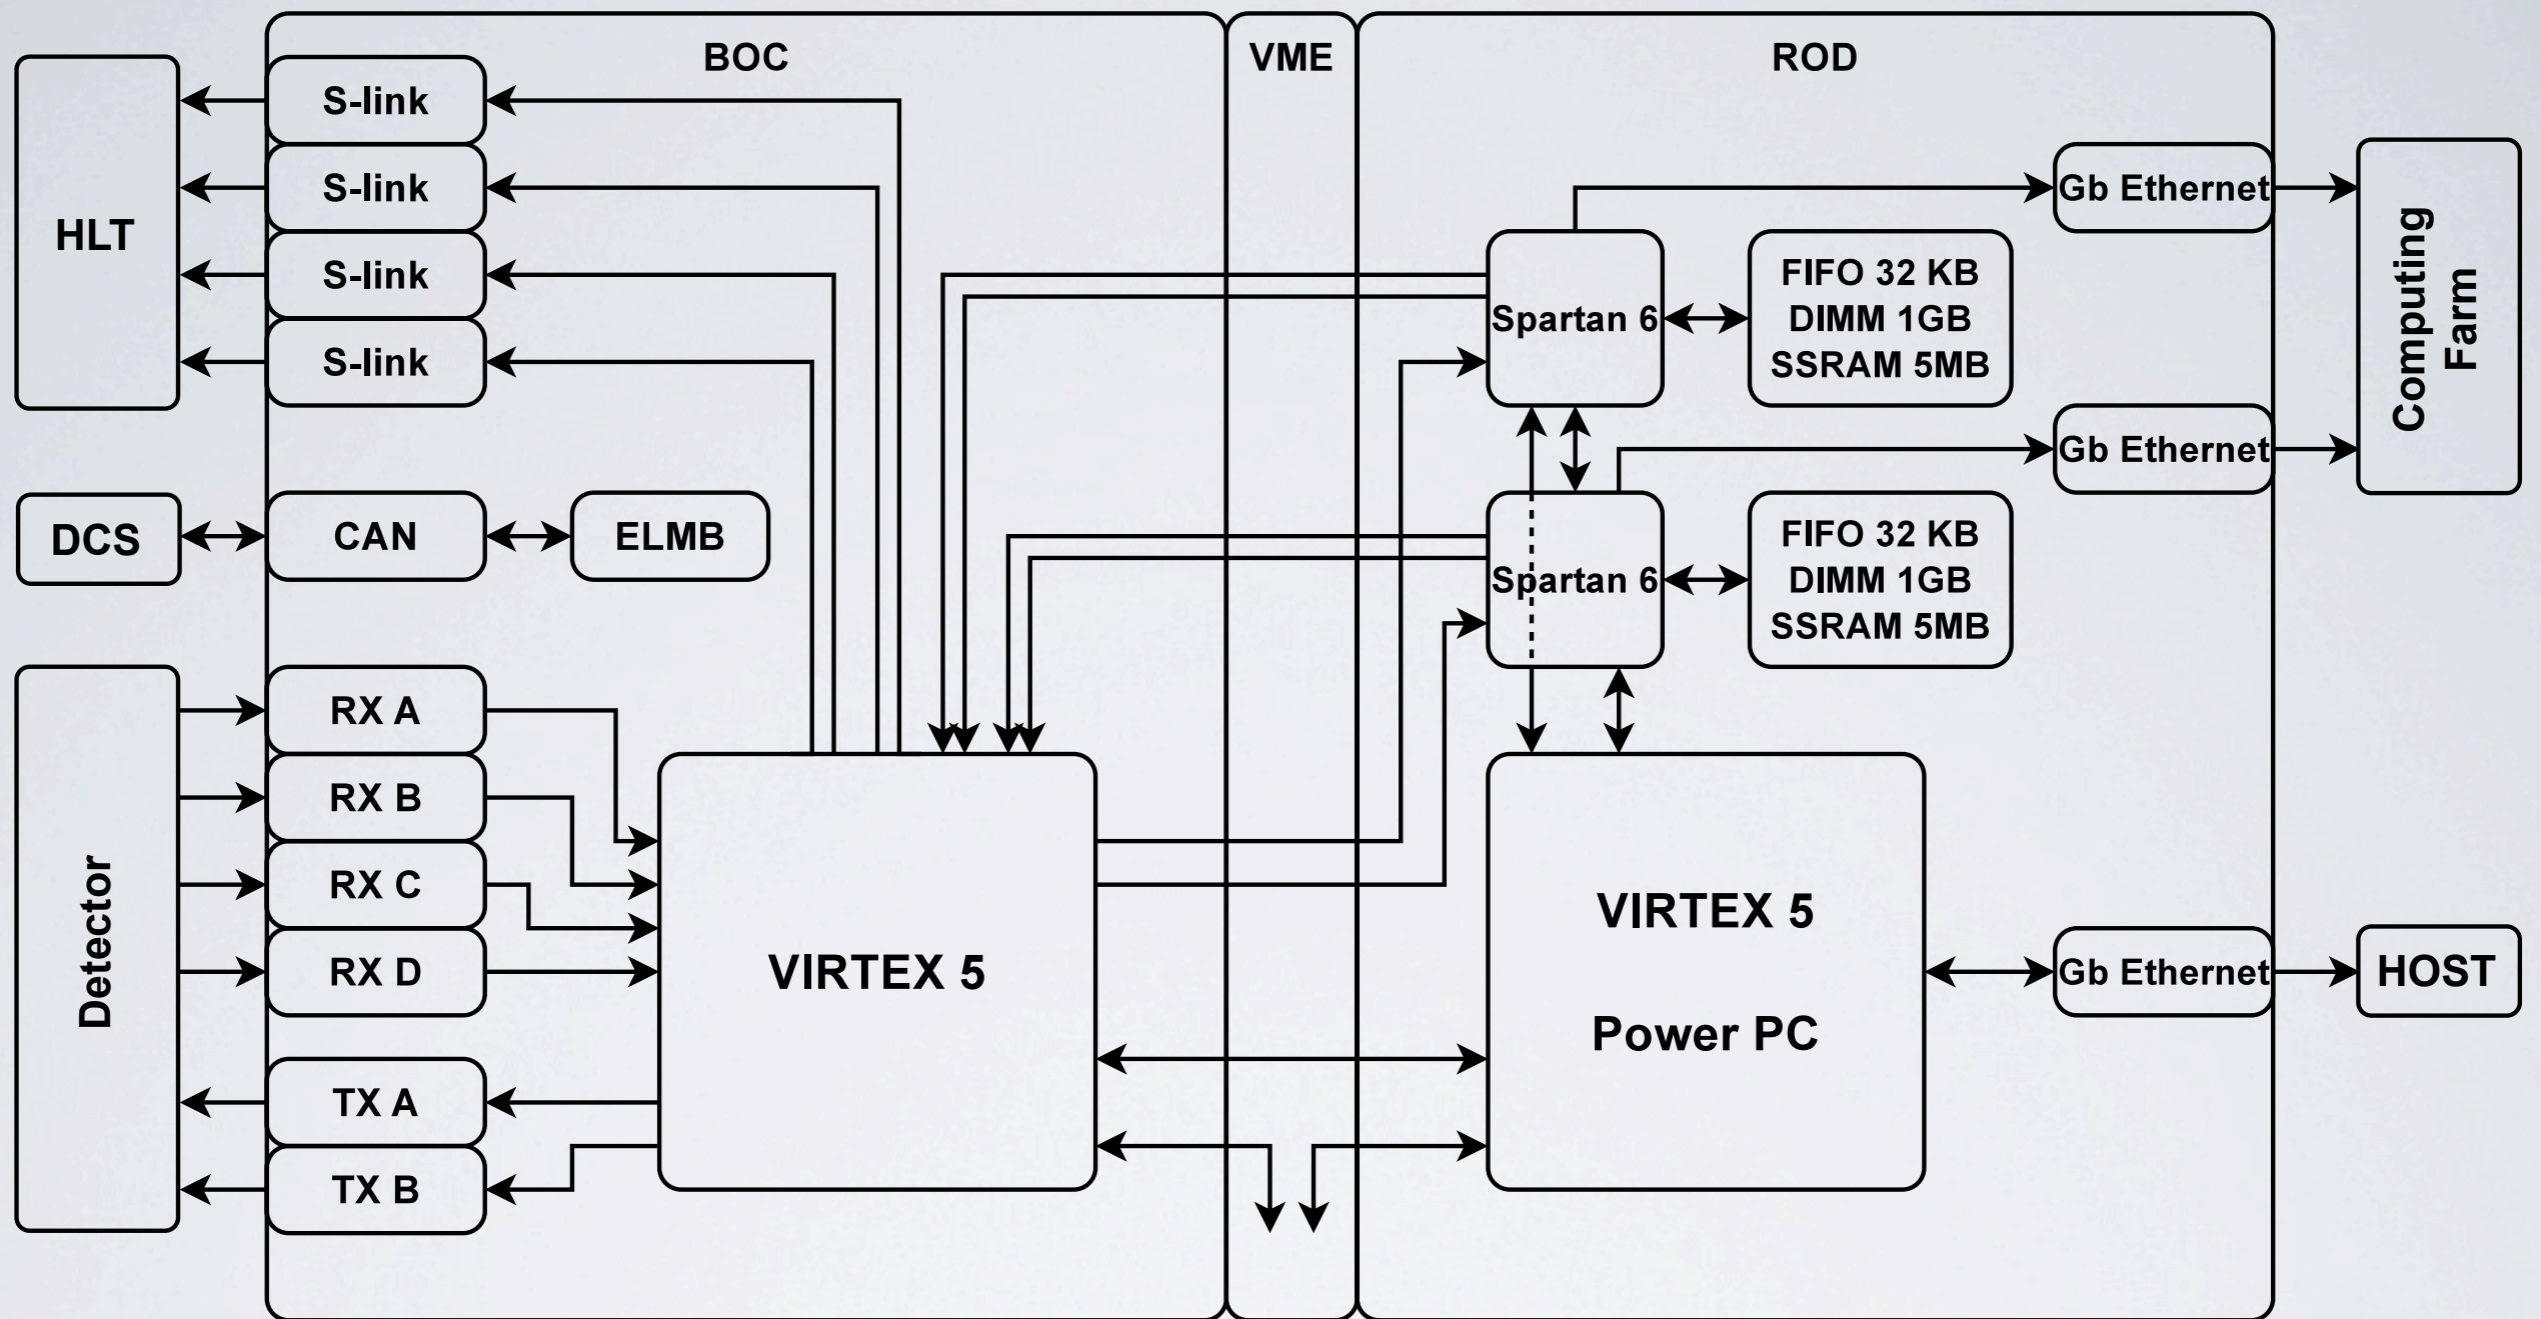 BOC
VME
ROD
HLT
S-link
S-link
S-link
S-link
DCS
CAN
ELMB
Detector
RX A
RX B
RX C
RX D
TX A
TX B
VIRTEX 5
Spartan 6
FIFO 32 KB
DIMM 1GB
SSRAM 5MB
Spartan 6
FIFO 32 KB
DIMM 1GB
SSRAM 5MB
VIRTEX 5
Power PC
Gb Ethernet
Gb Ethernet
Computing
Farm
Gb Ethernet
HOST